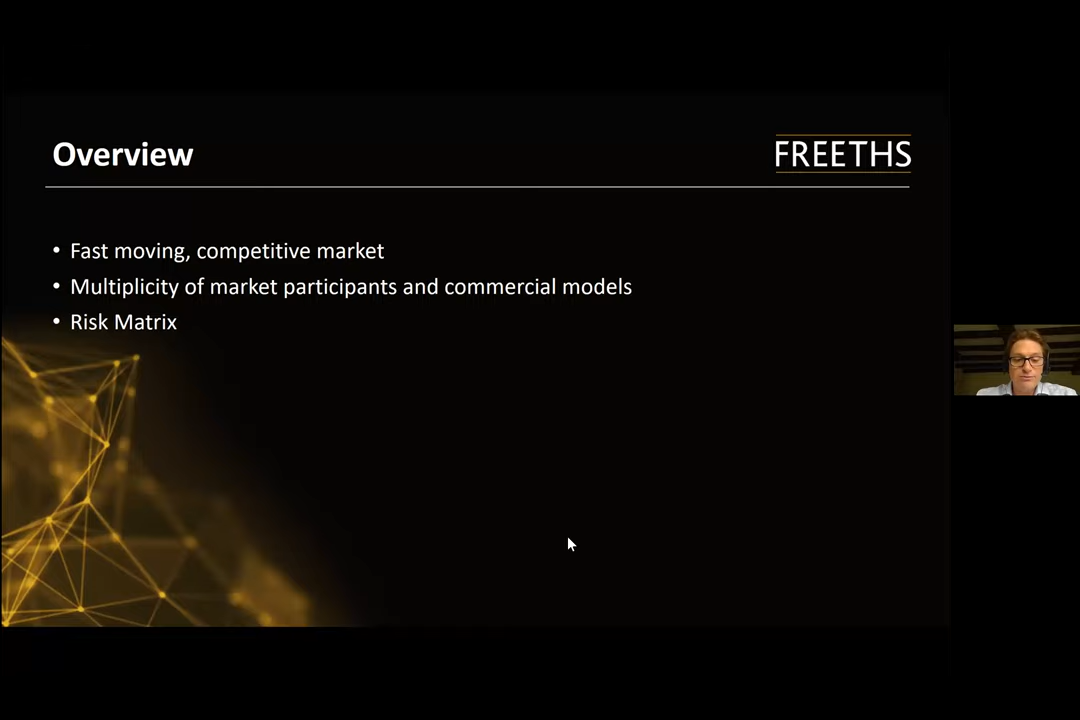 Overview
FREETHS
• Fast moving, competitive market
• Multiplicity of market participants and commercial models
• Risk Matrix